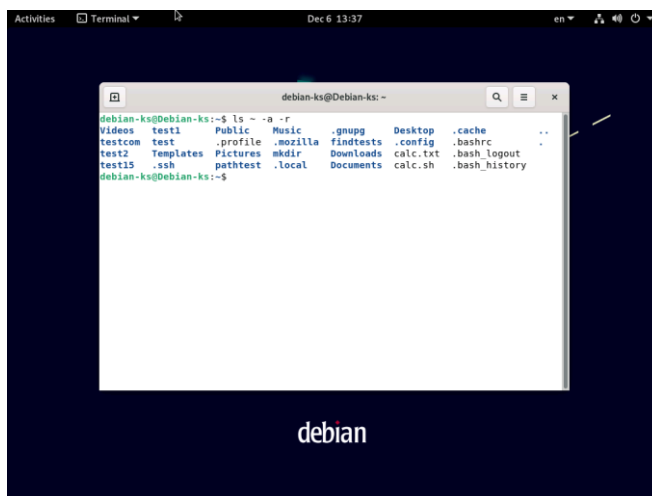 Activities Terminal Dec 6 13:37 en
debian-ks@Debian-ks: ~
debian-ks@Debian-ks:~$ ls ~ -a -r
Videos test1 Public Music .gnupg Desktop .cache ..
testcom test .profile .mozilla findtests .config .bashrc .
test2 Templates Pictures mkdir Downloads calc.txt .bash_logout
test15 .ssh pathtest .local Documents calc.sh .bash_history
debian-ks@Debian-ks:~$
debian